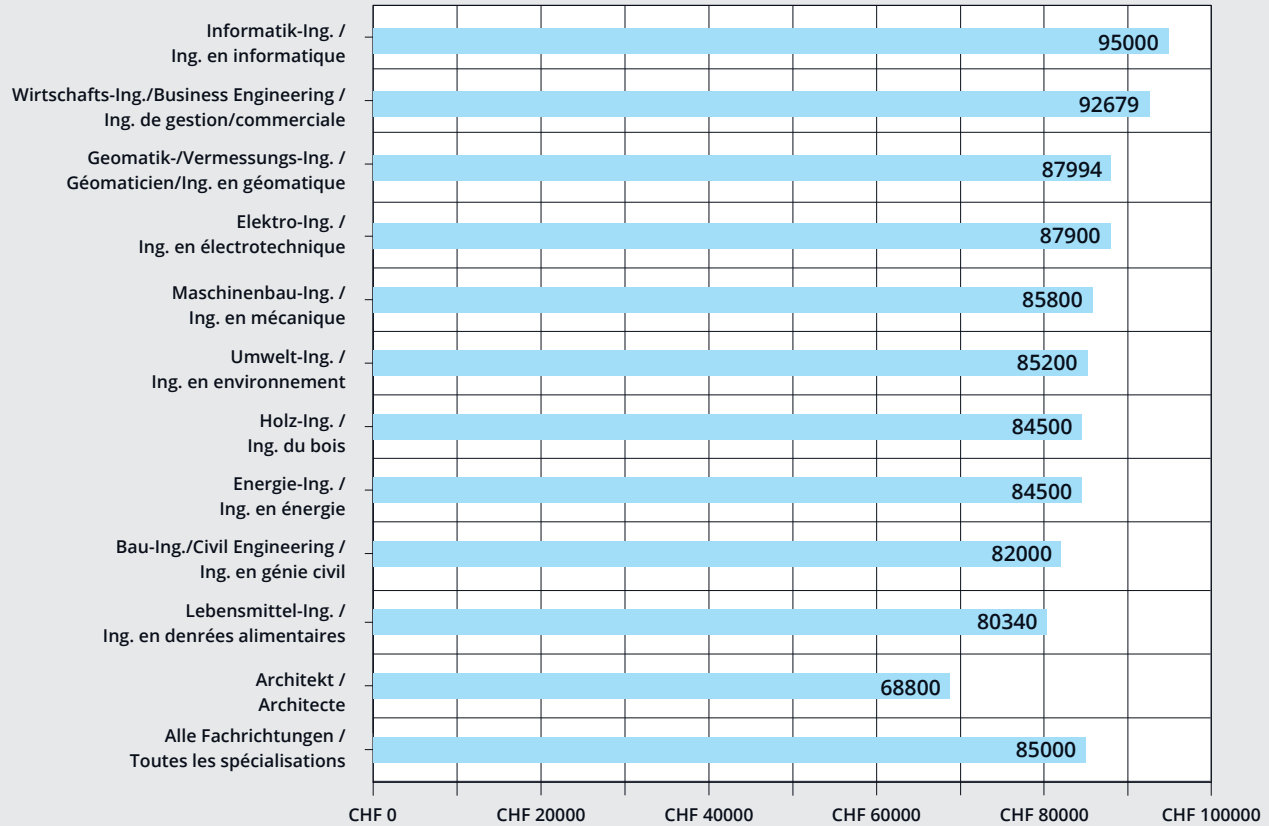 Informatik-Ing. /
Ing. en informatique
95000
Wirtschafts-Ing./Business Engineering /
Ing. de gestion/commerciale
92679
Geomatik-/Vermessungs-Ing. /
Géomaticien/Ing. en géomatique
87994
Elektro-Ing. /
Ing. en électrotechnique
87900
Maschinenbau-Ing. /
Ing. en mécanique
85800
Umwelt-Ing. /
Ing. en environnement
85200
Holz-Ing. /
Ing. du bois
84500
Energie-Ing. /
Ing. en énergie
84500
Bau-Ing./Civil Engineering /
Ing. en génie civil
82000
Lebensmittel-Ing. /
Ing. en denrées alimentaires
80340
Architekt /
Architecte
68800
Alle Fachrichtungen /
Toutes les spécialisations
85000
CHF 0 CHF 20000 CHF 40000 CHF 60000 CHF 80000 CHF 100000